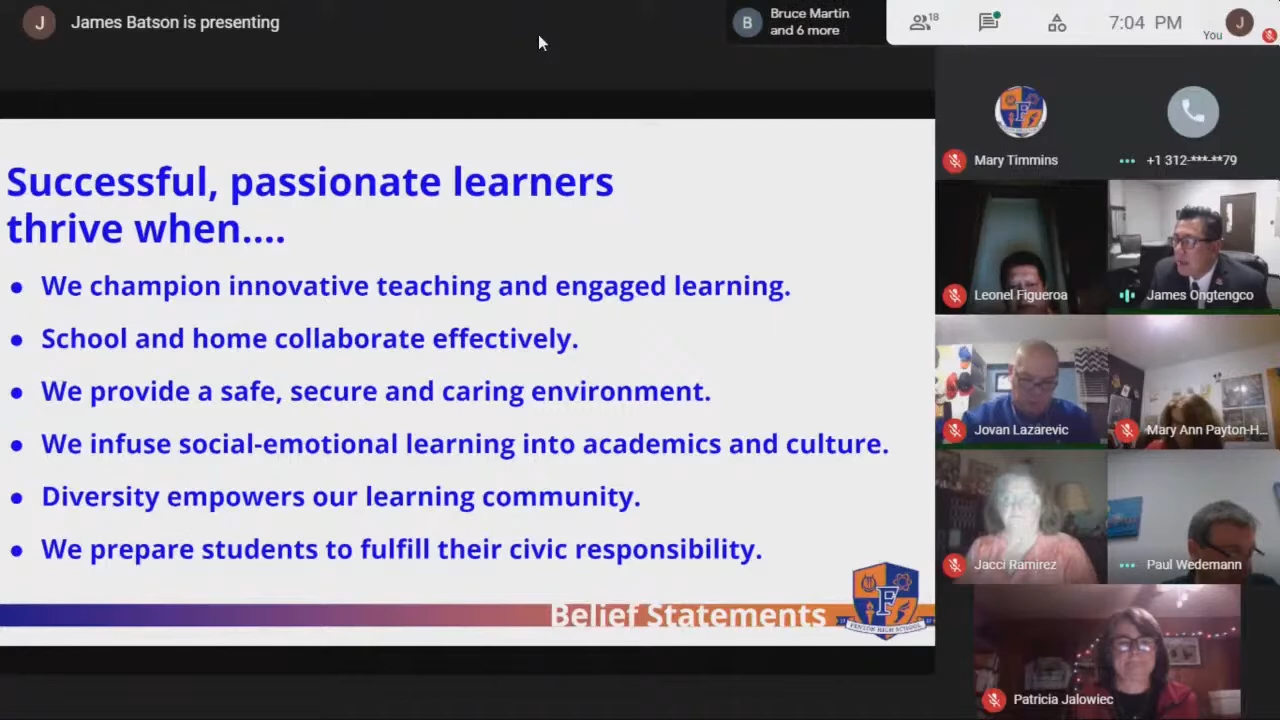 J James Batson is presenting
B Bruce Martin
and 6 more
18
7:04 PM
You
J
Mary Timmins
+1 312-***-**79
Successful, passionate learners
thrive when....
• We champion innovative teaching and engaged learning.
• School and home collaborate effectively.
• We provide a safe, secure and caring environment.
• We infuse social-emotional learning into academics and culture.
• Diversity empowers our learning community.
• We prepare students to fulfill their civic responsibility.
Belief Statements
F
FENTON HIGH SCHOOL
Leonel Figueroa
James Ongtengco
Jovan Lazarevic
Mary Ann Payton-H...
Jacci Ramirez
Paul Wedemann
Patricia Jalowiec